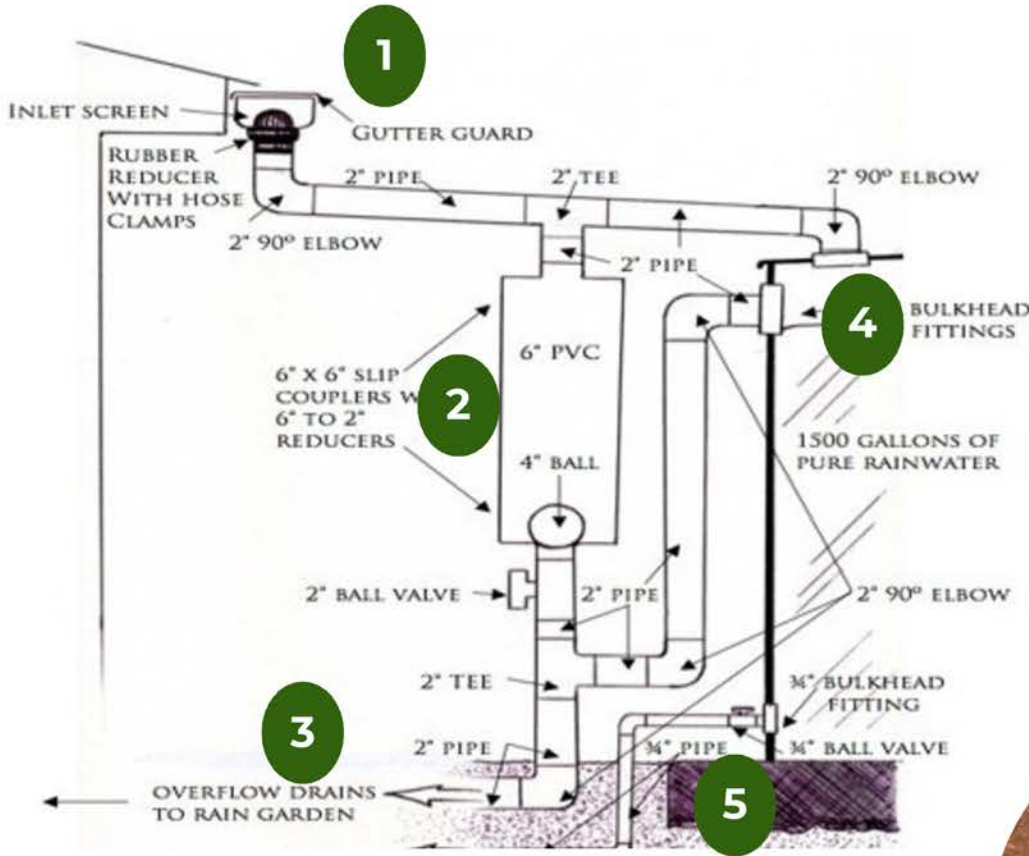 1
INLET SCREEN
GUTTER GUARD
RUBBER
REDUCER
WITH HOSE
CLAMPS
2" PIPE
2" TEE
2" 90° ELBOW
2" 90° ELBOW
2" PIPE
4
BULKHEAD
FITTINGS
6" PVC
6" X 6" SLIP
COUPLERS
6" TO 2"
REDUCERS
2
1500 GALLONS OF
PURE RAINWATER
4" BALL
2" BALL VALVE
2" PIPE
2" 90° ELBOW
2" TEE
¾" BULKHEAD
FITTING
3
2" PIPE
¾" PIPE
¾" BALL VALVE
OVERFLOW DRAINS
TO RAIN GARDEN
5